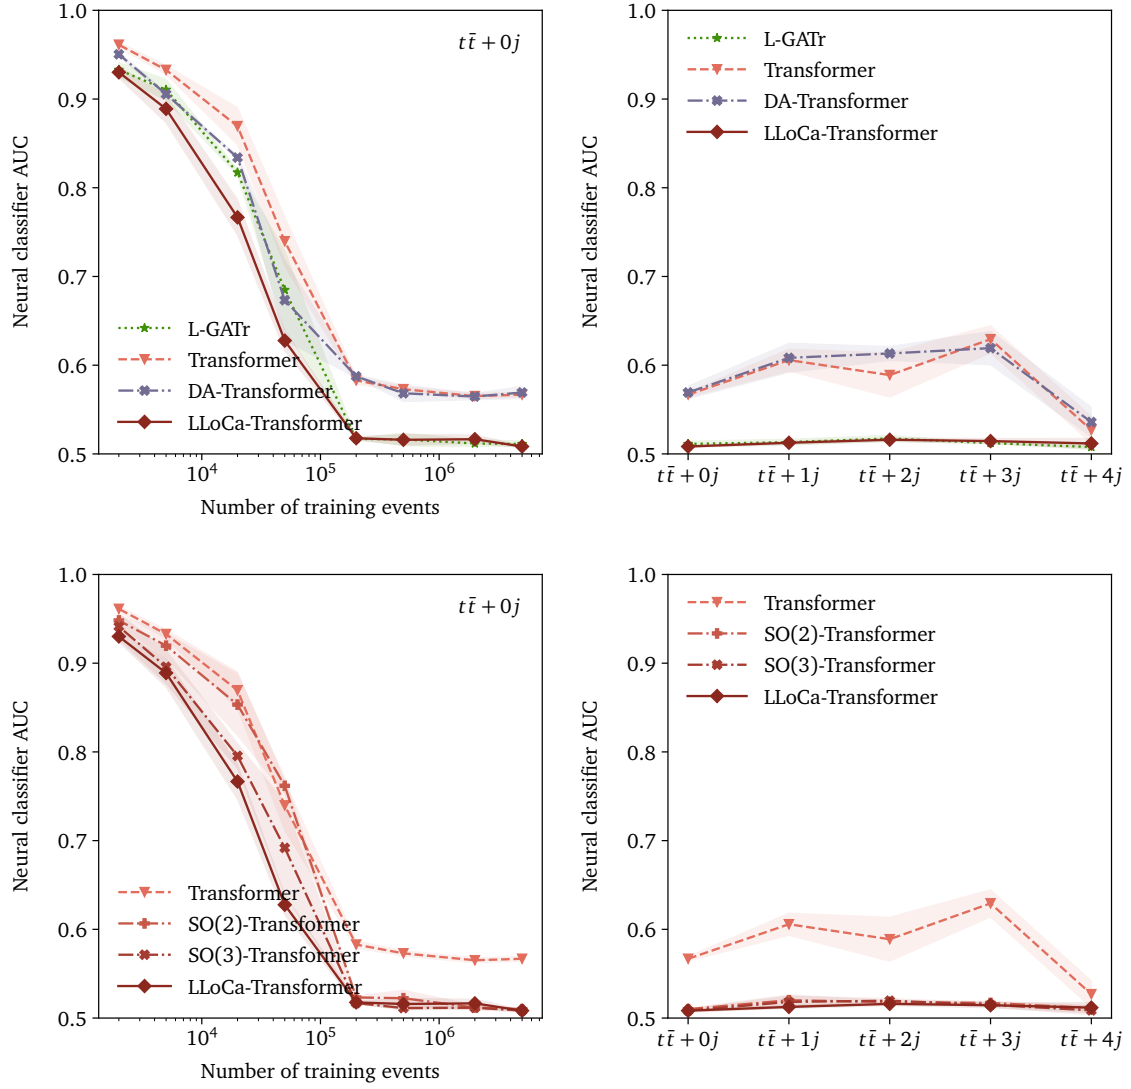 1.0
0.9
0.8
0.7
0.6
0.5
Neural classifier AUC
tt̄ + 0j
L-GATr
Transformer
DA-Transformer
LLoCa-Transformer
10⁴ 10⁵ 10⁶
Number of training events
1.0
0.9
0.8
0.7
0.6
0.5
Neural classifier AUC
L-GATr
Transformer
DA-Transformer
LLoCa-Transformer
tt̄ + 0j tt̄ + 1j tt̄ + 2j tt̄ + 3j tt̄ + 4j
1.0
0.9
0.8
0.7
0.6
0.5
Neural classifier AUC
tt̄ + 0j
Transformer
SO(2)-Transformer
SO(3)-Transformer
LLoCa-Transformer
10⁴ 10⁵ 10⁶
Number of training events
1.0
0.9
0.8
0.7
0.6
0.5
Neural classifier AUC
Transformer
SO(2)-Transformer
SO(3)-Transformer
LLoCa-Transformer
tt̄ + 0j tt̄ + 1j tt̄ + 2j tt̄ + 3j tt̄ + 4j